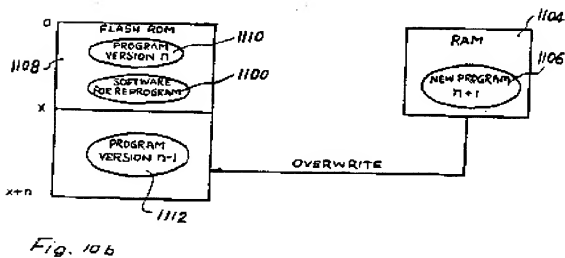 0
FLASH ROM
PROGRAM
VERSION n
1110
1108
SOFTWARE
FOR REPROGRAM
1100
x
PROGRAM
VERSION n-1
1112
x+n
OVERWRITE
1104
RAM
1106
NEW PROGRAM
n+1
Fig. 10b